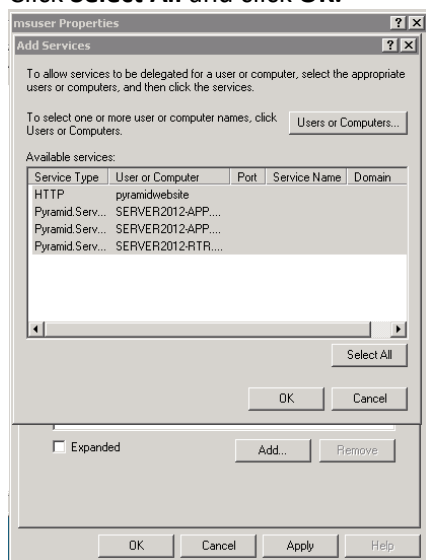 Click Select All and click OK.
msuser Properties
Add Services
To allow services to be delegated for a user or computer, select the appropriate
users or computers, and then click the services.
To select one or more user or computer names, click
Users or Computers.
Users or Computers...
Available services:
Service Type User or Computer Port Service Name Domain
HTTP pyramidwebsite
Pyramid.Serv... SERVER2012-APP....
Pyramid.Serv... SERVER2012-APP....
Pyramid.Serv... SERVER2012-RTR....
Select All
OK Cancel
Expanded Add... Remove
OK Cancel Apply Help